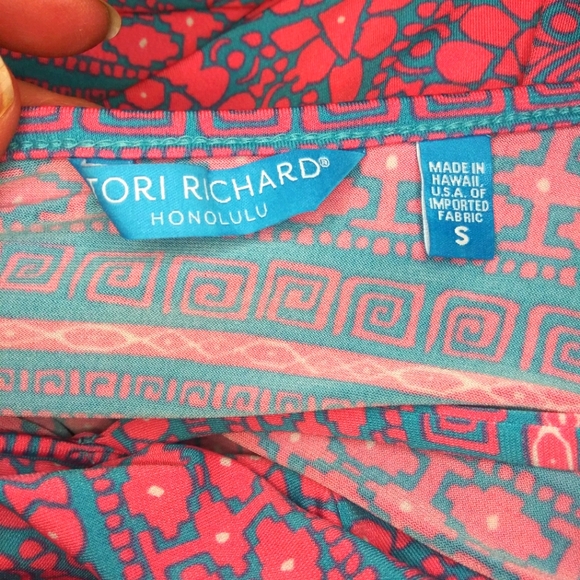 TORI RICHARD®
HONOLULU
MADE IN
HAWAII,
U.S.A. OF
IMPORTED
FABRIC
S